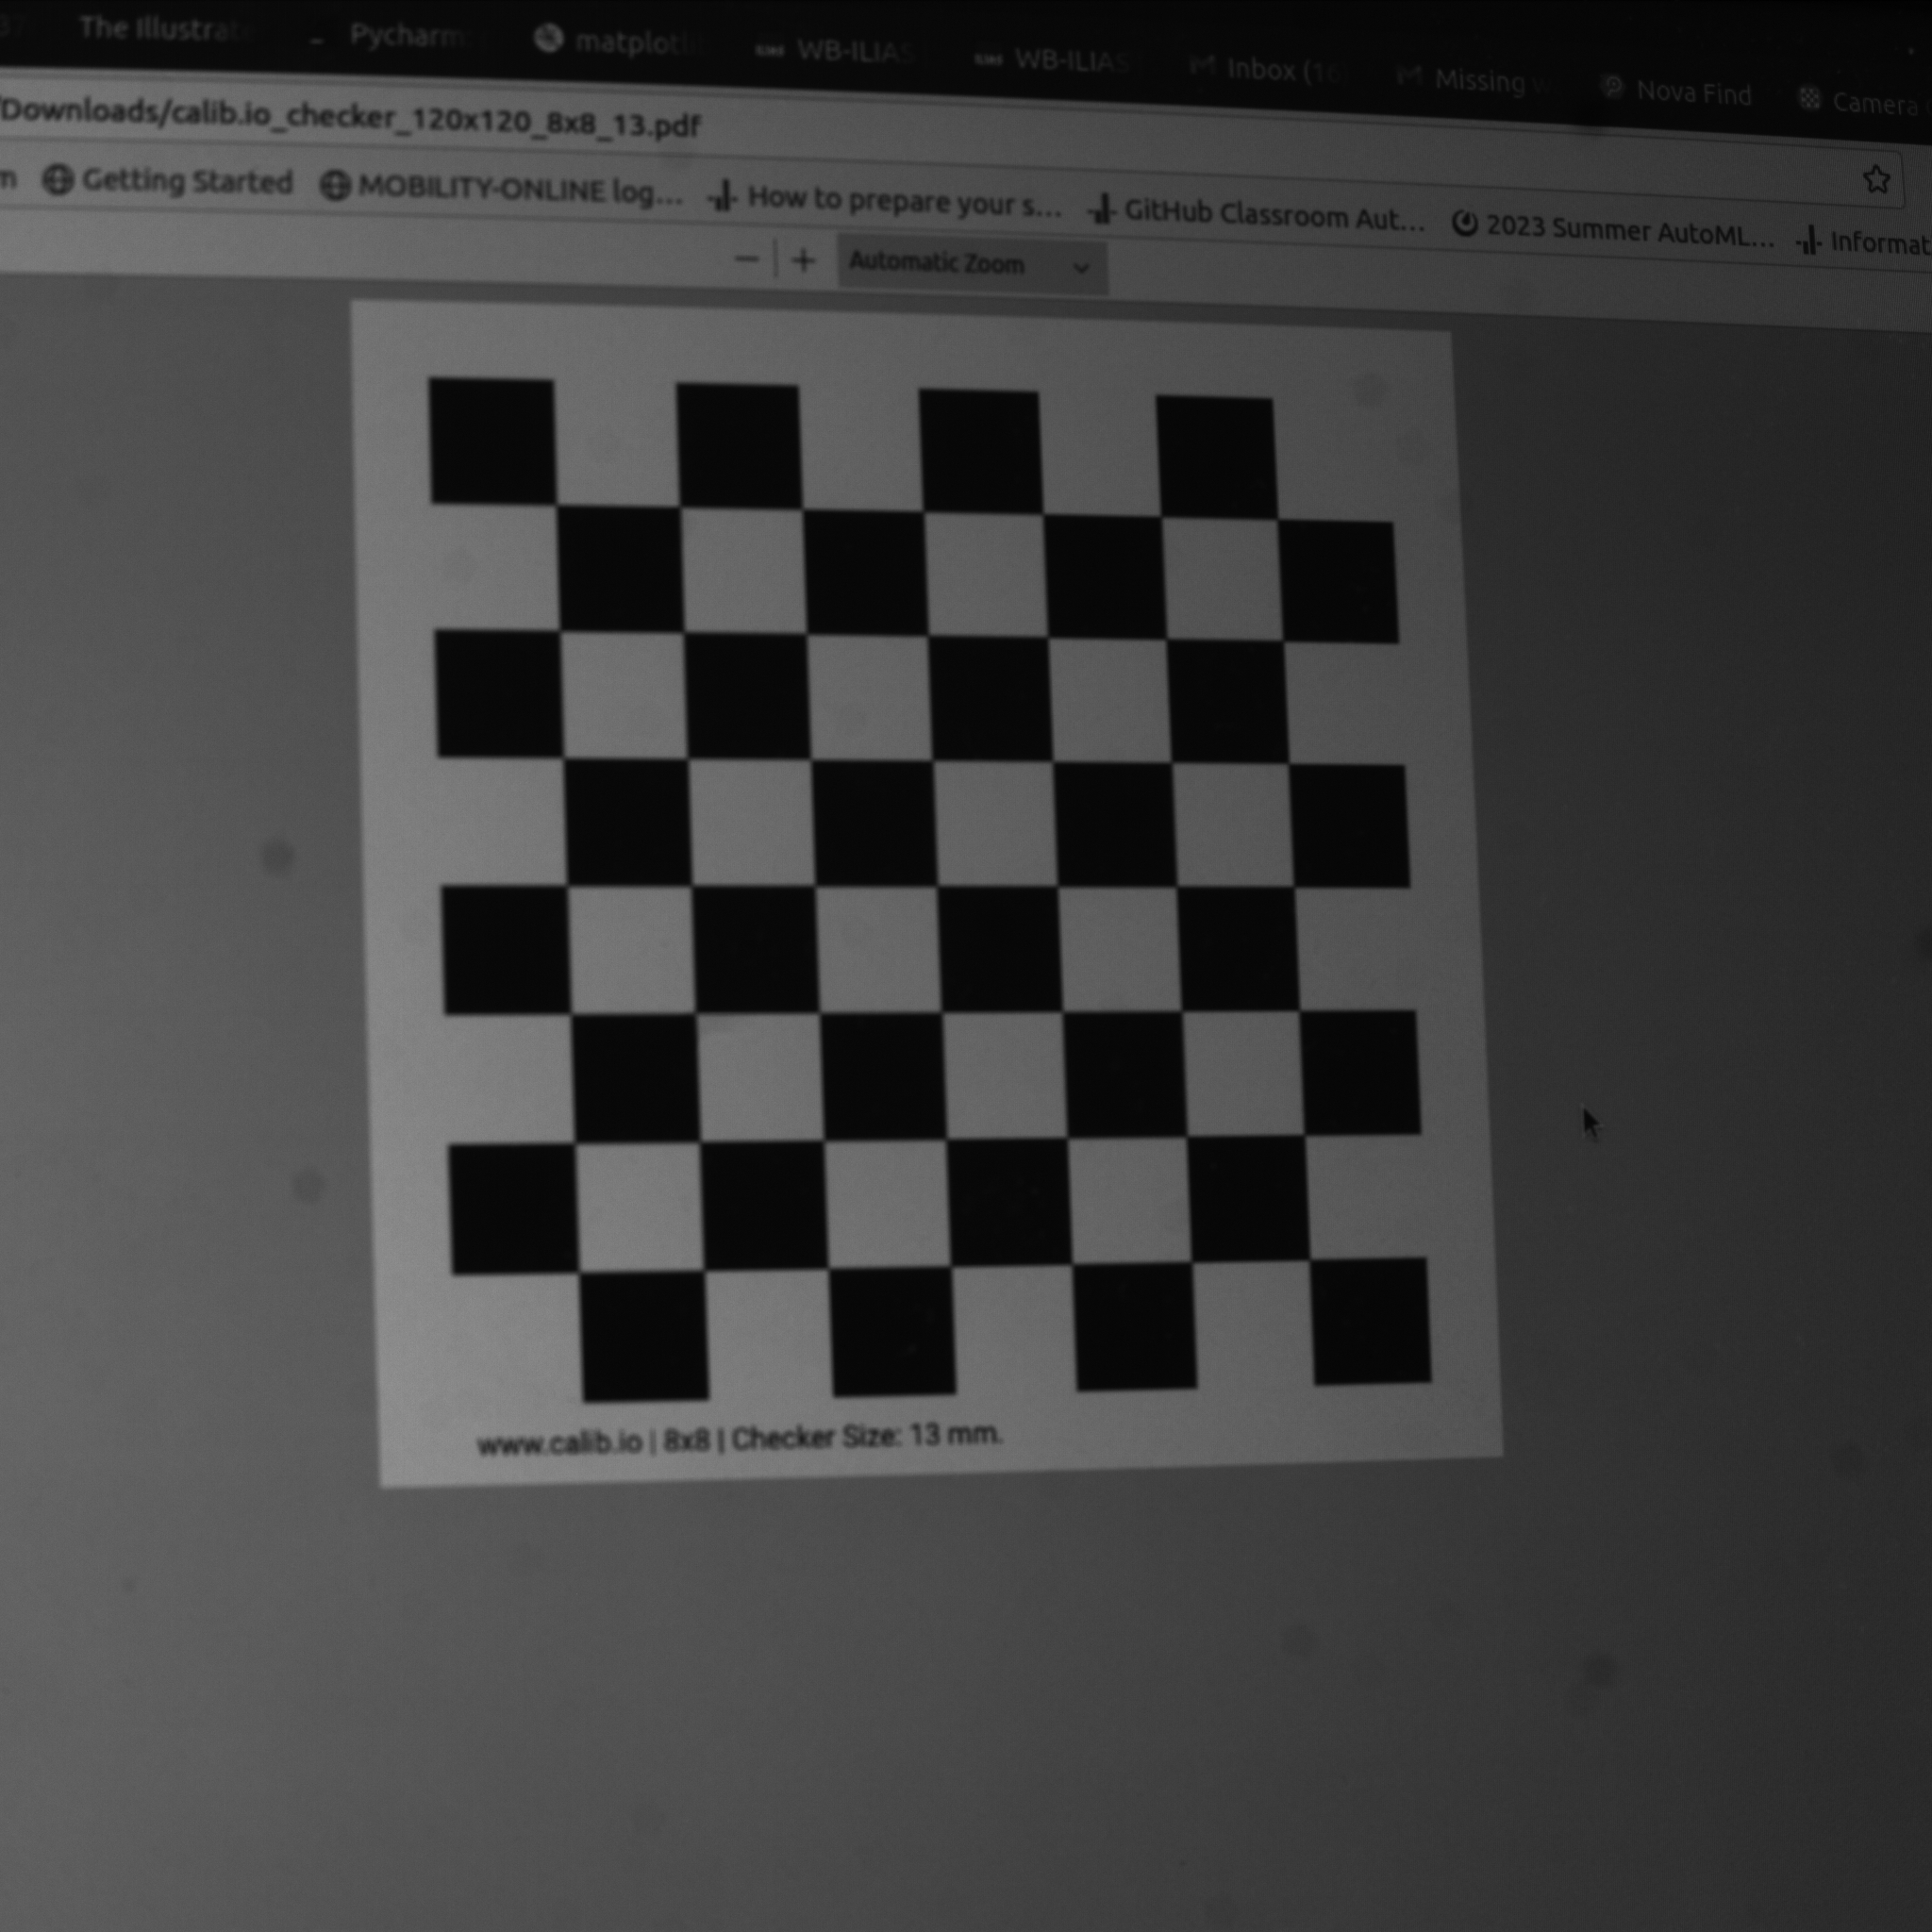 The Illustrate Pycharm matplotli WB-ILIAS WB-ILIAS Inbox (16) Missing Nova Find Camera
/Downloads/calib.io_checker_120x120_8x8_13.pdf
Getting Started MOBILITY-ONLINE log... How to prepare your s... GitHub Classroom Aut... 2023 Summer AutoML... Informat
Automatic Zoom
www.calib.io | 8x8 | Checker Size: 13 mm.